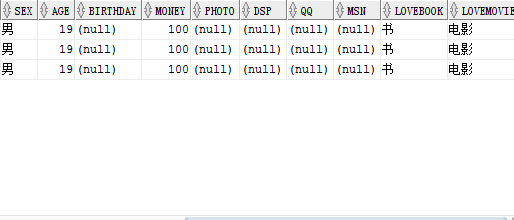 SEX AGE BIRTHDAY MONEY PHOTO DSP QQ MSN LOVEBOOK LOVEMOVIE
男 19 (null) 100 (null) (null) (null) (null) 书 电影
男 19 (null) 100 (null) (null) (null) (null) 书 电影
男 19 (null) 100 (null) (null) (null) (null) 书 电影